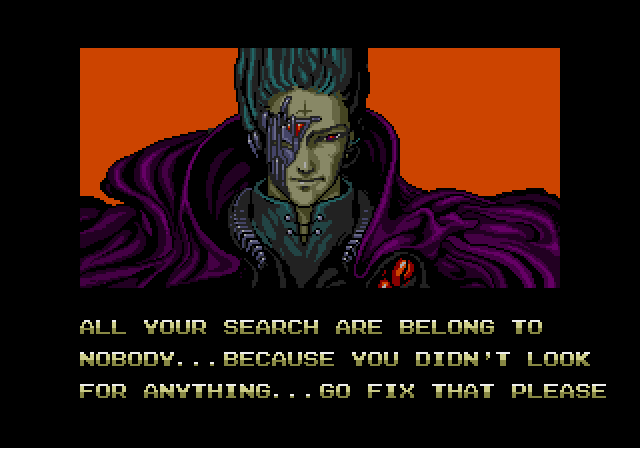 ALL YOUR SEARCH ARE BELONG TO
NOBODY...BECAUSE YOU DIDN'T LOOK
FOR ANYTHING...GO FIX THAT PLEASE